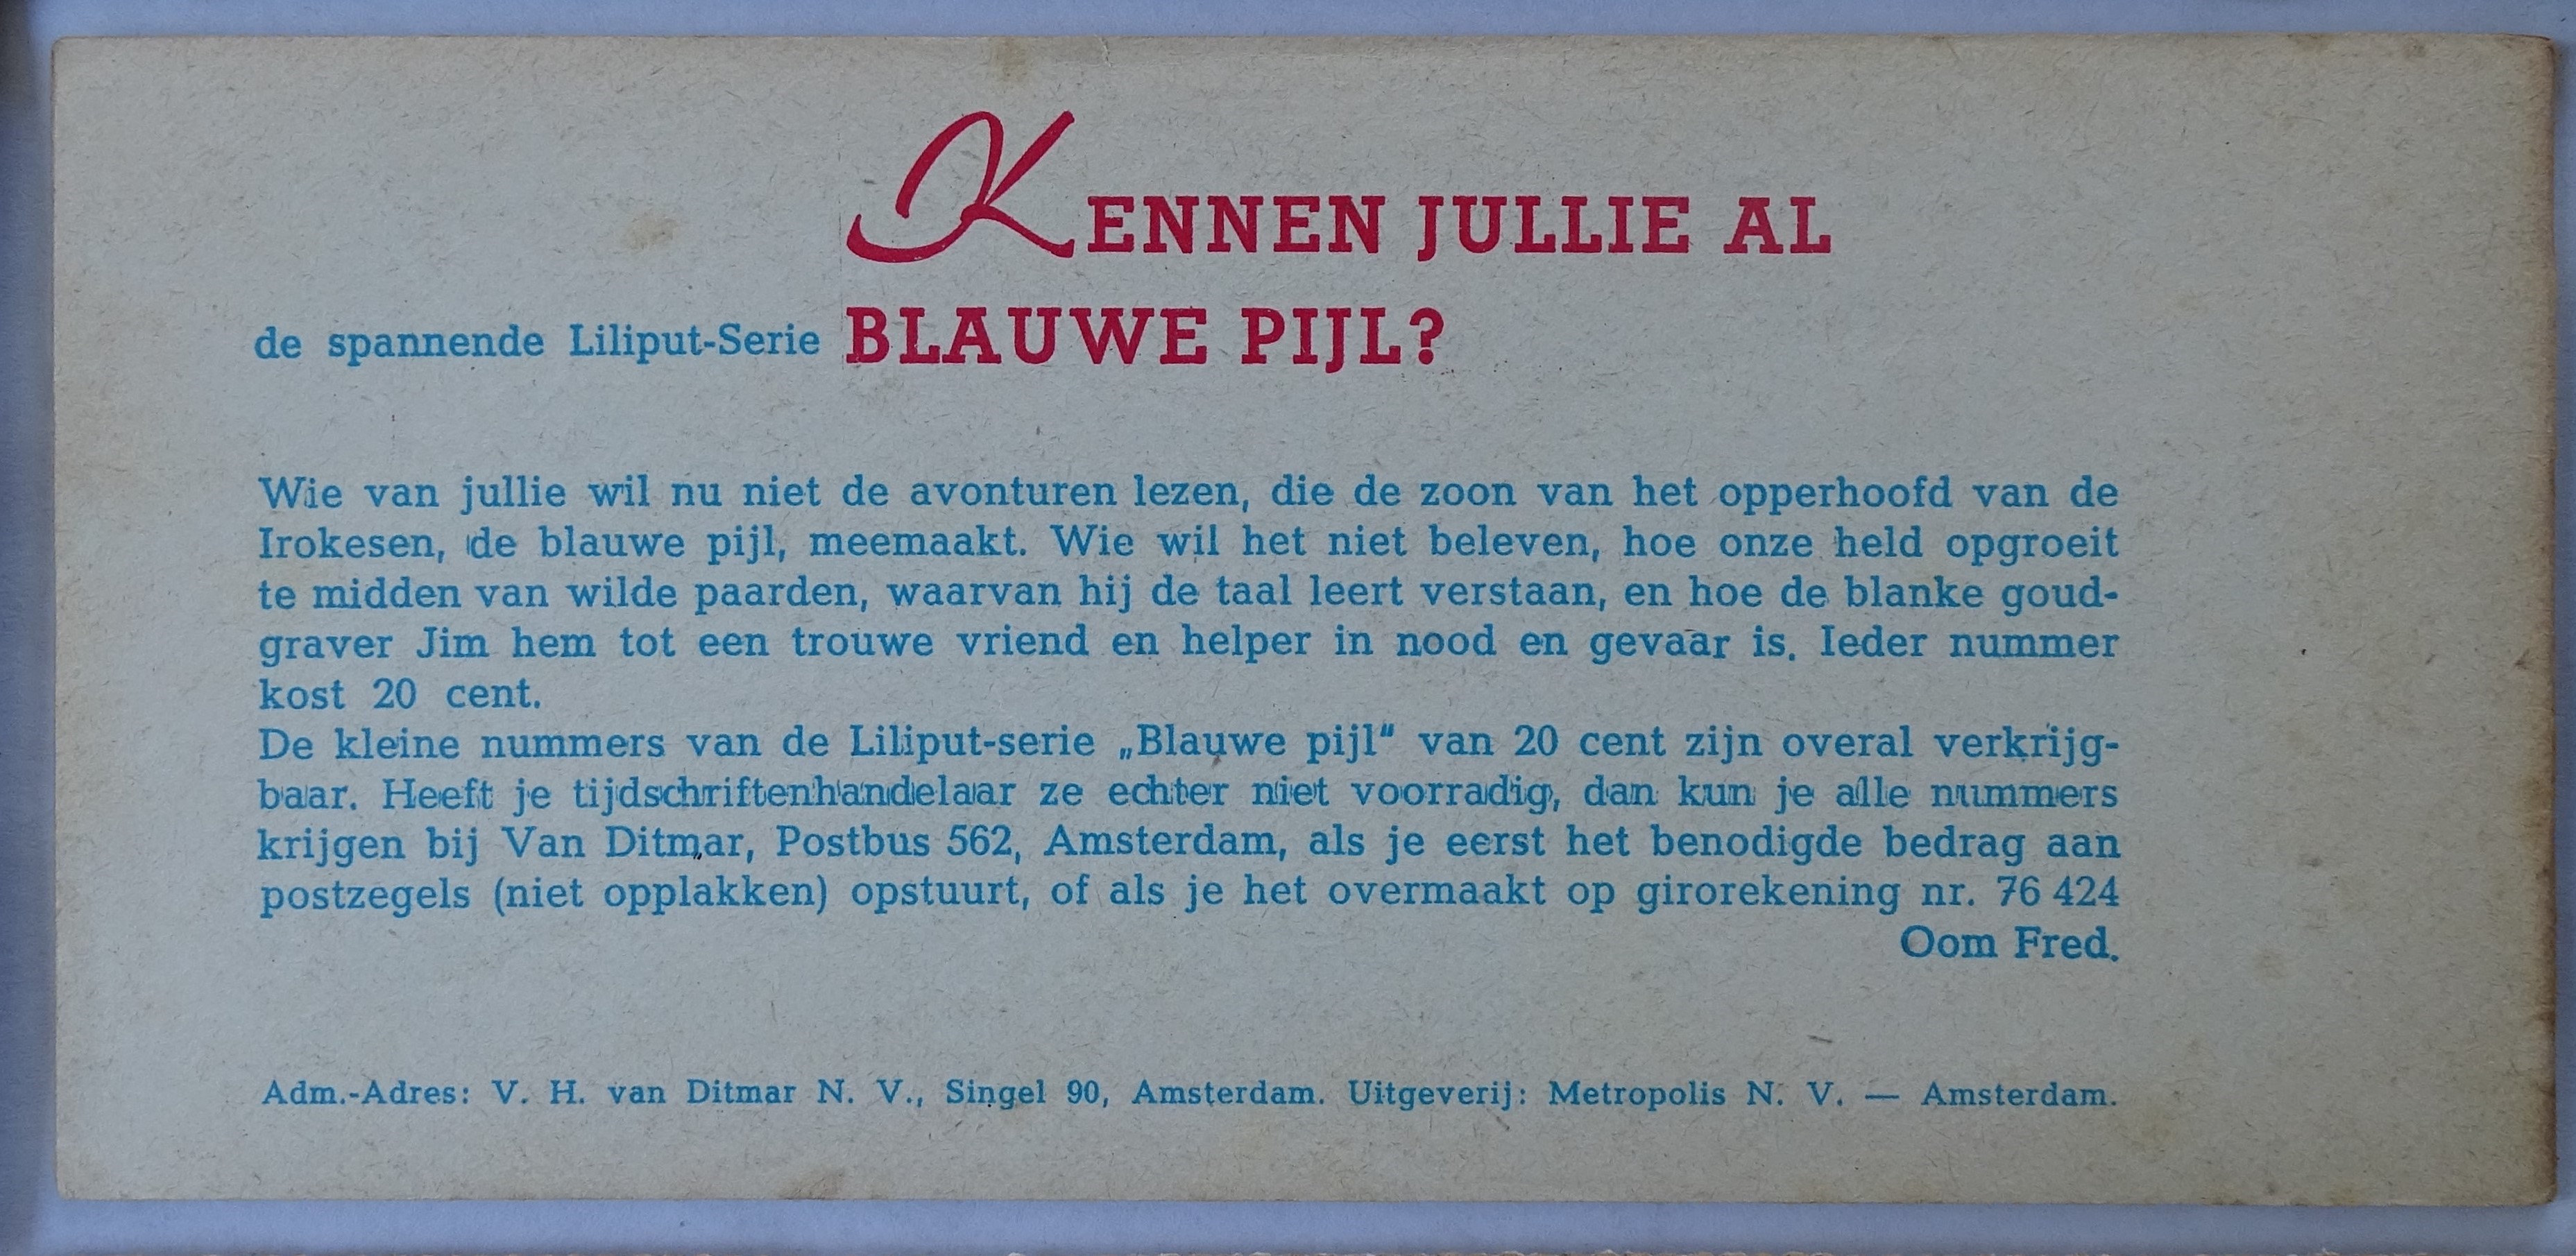 KENNEN JULLIE AL
de spannende Liliput-Serie BLAUWE PIJL?
Wie van jullie wil nu niet de avonturen lezen, die de zoon van het opperhoofd van de
Irokesen, de blauwe pijl, meemaakt. Wie wil het niet beleven, hoe onze held opgroeit
te midden van wilde paarden, waarvan hij de taal leert verstaan, en hoe de blanke goud-
graver Jim hem tot een trouwe vriend en helper in nood en gevaar is. Ieder nummer
kost 20 cent.
De kleine nummers van de Liliput-serie „Blauwe pijl“ van 20 cent zijn overal verkrijg-
baar. Heeft je tijdschriftenhandelaar ze echter niet voorradig, dan kun je alle nummers
krijgen bij Van Ditmar, Postbus 562, Amsterdam, als je eerst het benodigde bedrag aan
postzegels (niet opplakken) opstuurt, of als je het overmaakt op girorekening nr. 76 424
Oom Fred.
Adm.-Adres: V. H. van Ditmar N. V., Singel 90, Amsterdam. Uitgeverij: Metropolis N. V. — Amsterdam.